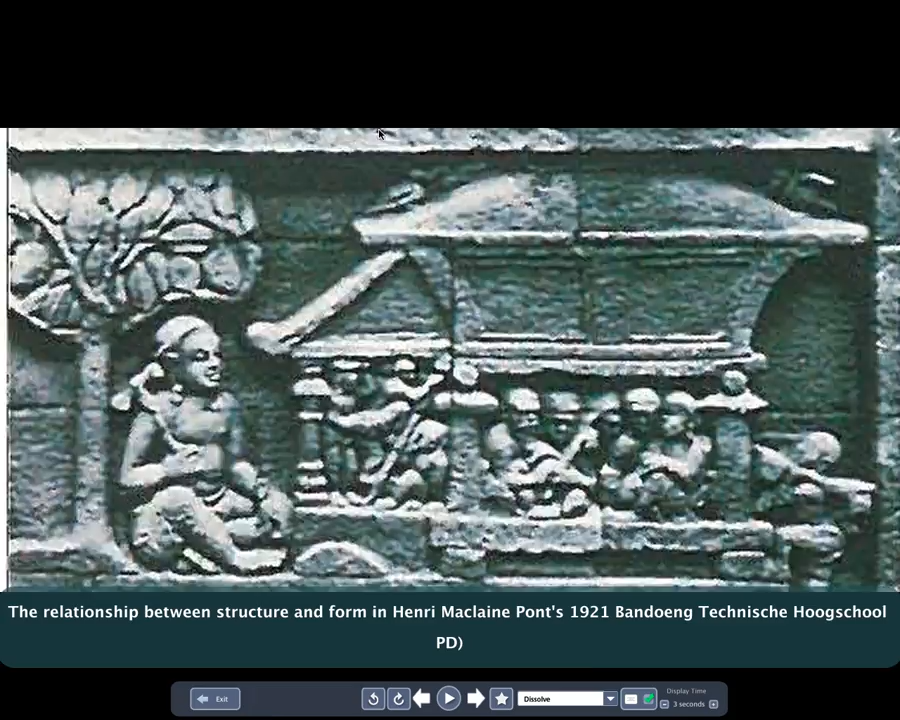 The relationship between structure and form in Henri Maclaine Pont's 1921 Bandoeng Technische Hoogschool
PD)
Exit
Dissolve
Display Time
3 seconds